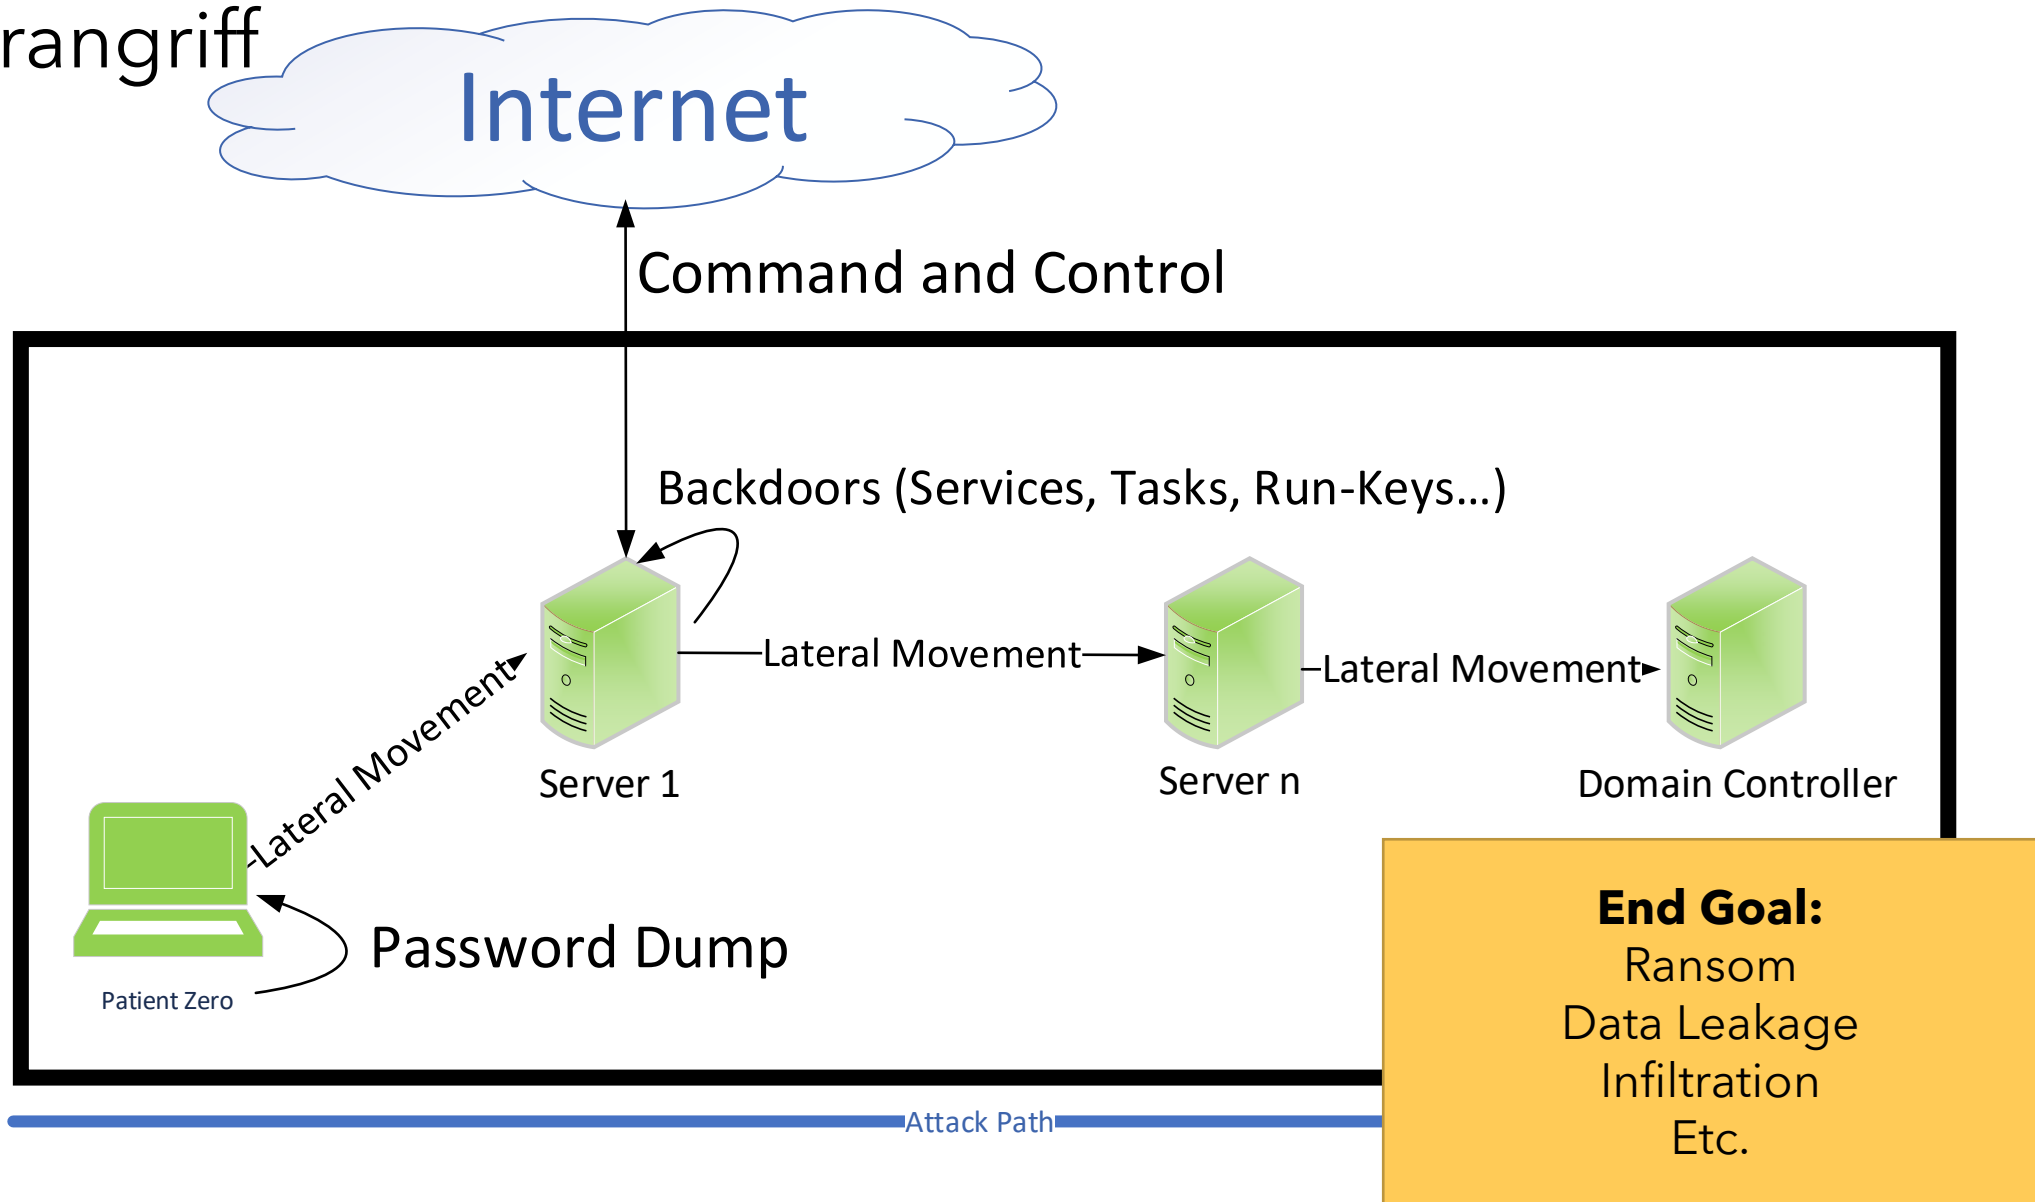 rangriff
Internet
Command and Control
Backdoors (Services, Tasks, Run-Keys...)
Lateral Movement
Lateral Movement
Lateral Movement
Server 1
Server n
Domain Controller
Password Dump
Patient Zero
End Goal:
Ransom
Data Leakage
Infiltration
Etc.
Attack Path